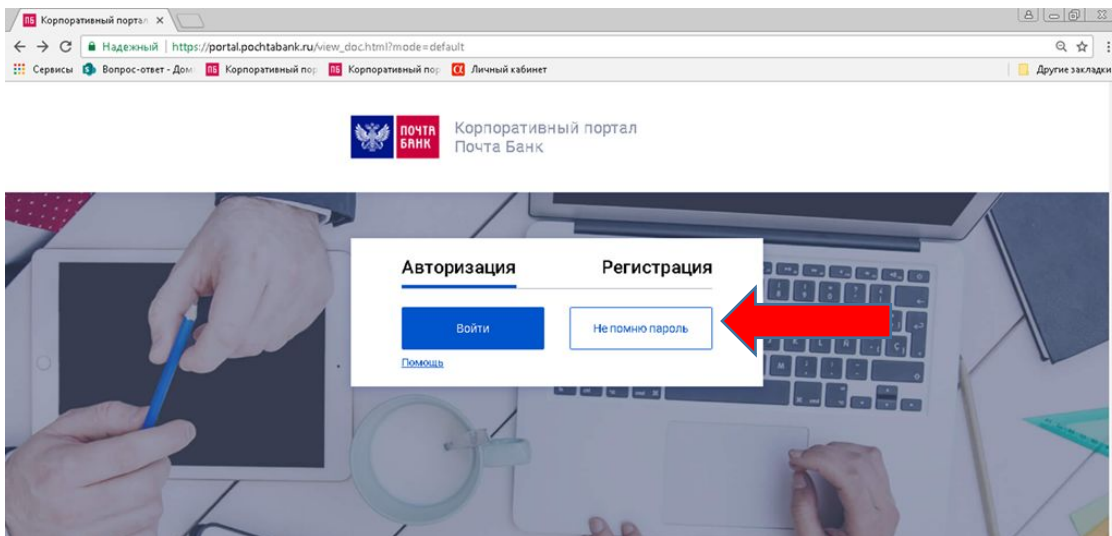 Корпоративный портал
Надежный | https://portal.pochtabank.ru/view_doc.html?mode=default
Сервисы Вопрос-ответ - Дом Корпоративный пор Корпоративный пор Личный кабинет Другие закладки
ПОЧТА
БАНК
Корпоративный портал
Почта Банк
Авторизация Регистрация
Войти Не помню пароль
Помощь